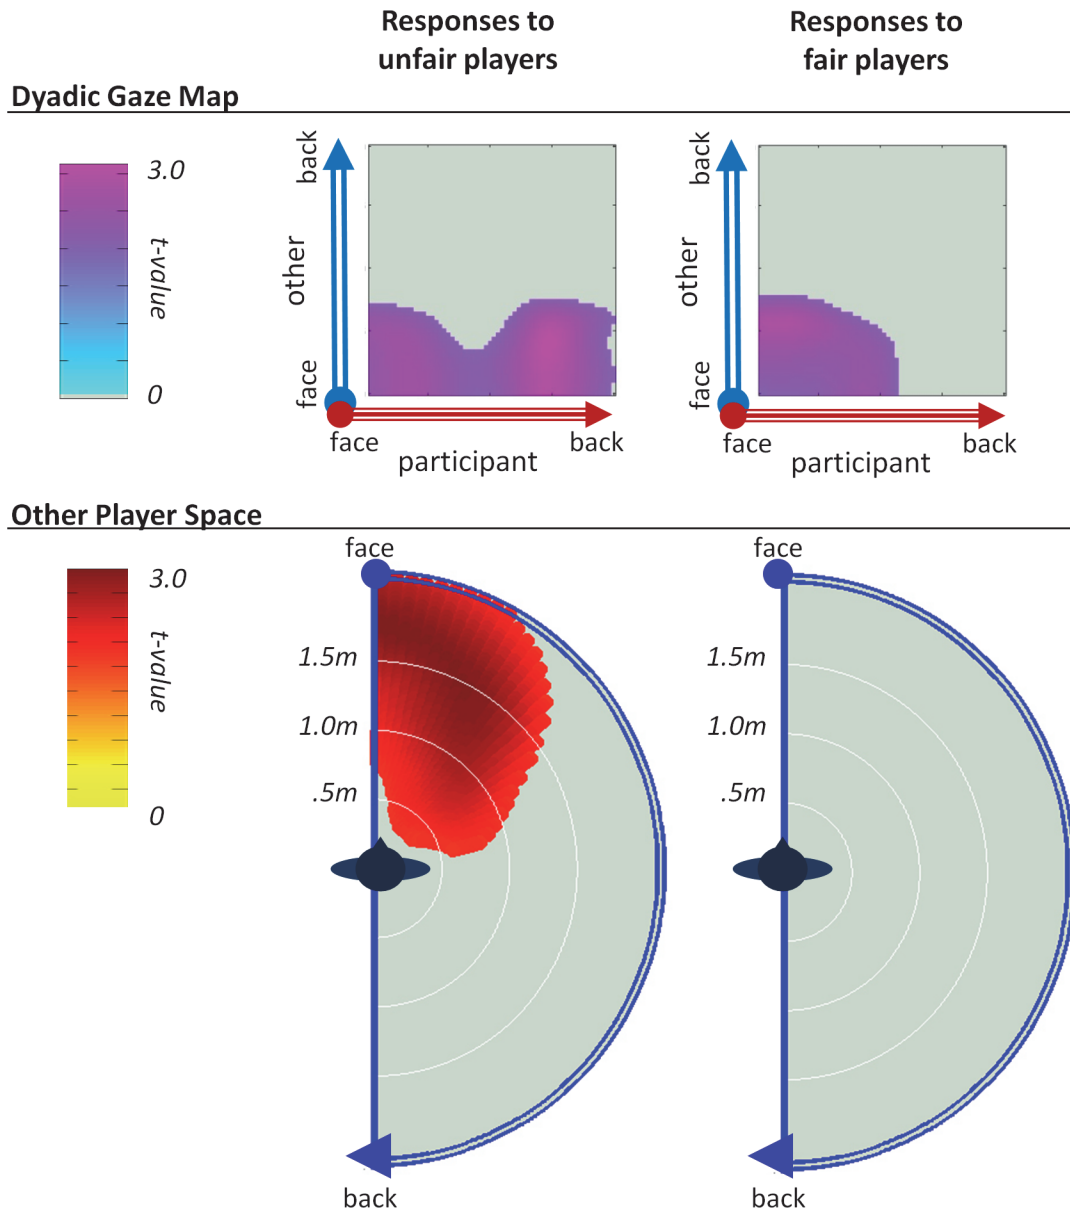 Responses to
unfair players
Responses to
fair players
Dyadic Gaze Map
3.0
t-value
0
back
other
face
face
back
participant
back
other
face
face
back
participant
Other Player Space
3.0
t-value
0
face
1.5m
1.0m
.5m
back
face
1.5m
1.0m
.5m
back